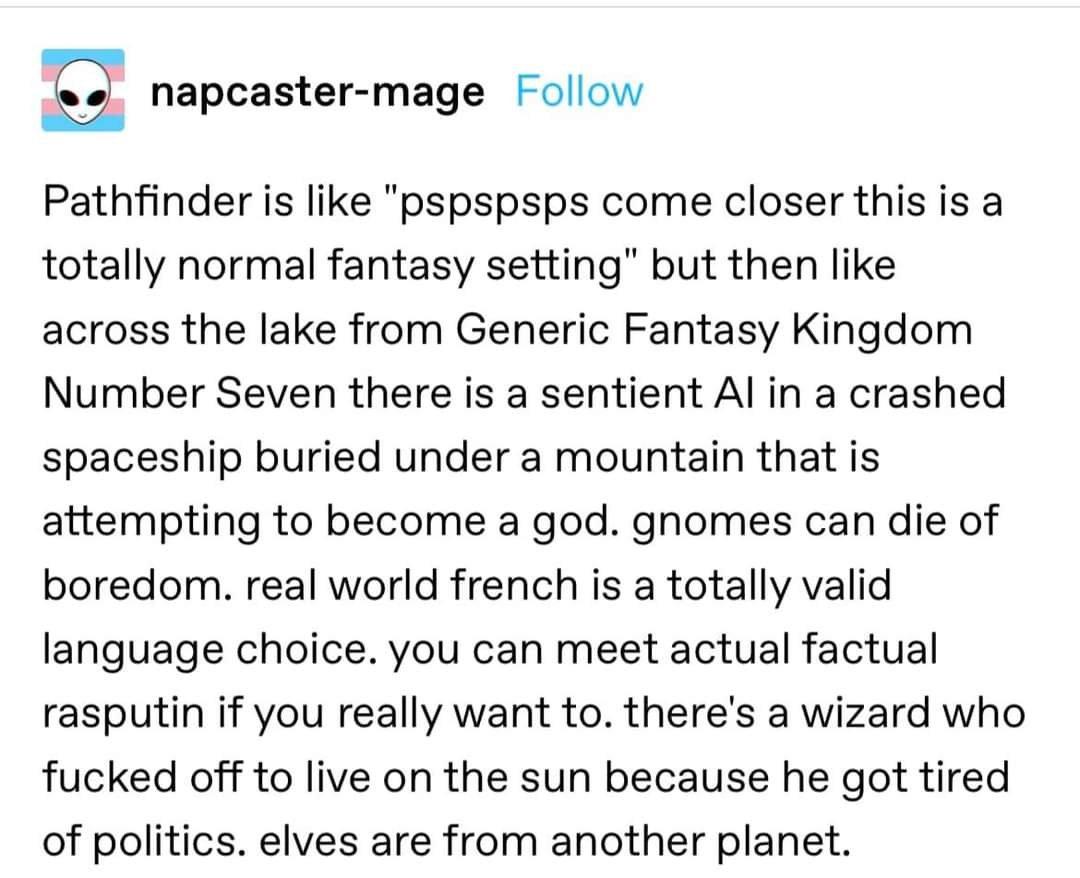 napcaster-mage Follow
Pathfinder is like "pspspsps come closer this is a
totally normal fantasy setting" but then like
across the lake from Generic Fantasy Kingdom
Number Seven there is a sentient AI in a crashed
spaceship buried under a mountain that is
attempting to become a god. gnomes can die of
boredom. real world french is a totally valid
language choice. you can meet actual factual
rasputin if you really want to. there's a wizard who
fucked off to live on the sun because he got tired
of politics. elves are from another planet.